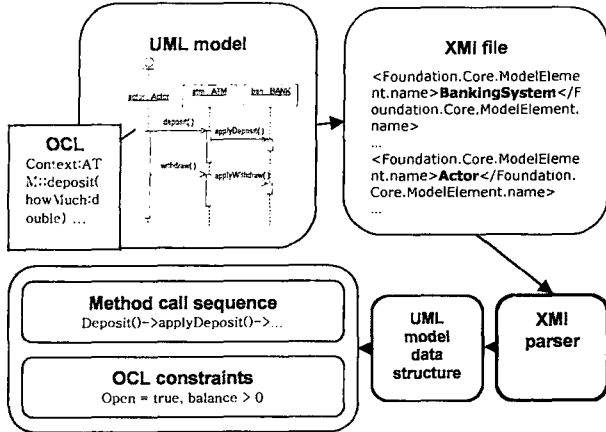 UML model
actor : Actor
atm : ATM
ban : BANK
deposit()
applyDeposit()
withdraw()
applyWithdraw()
OCL
Context:AT
M::deposit(
howMuch:d
ouble) ...
XMI file
<Foundation.Core.ModelEleme
nt.name>BankingSystem</F
oundation.Core.ModelElement.
name>
...
<Foundation.Core.ModelEleme
nt.name>Actor</Foundation.
Core.ModelElement.name>
...
Method call sequence
Deposit()->applyDeposit()->...
OCL constraints
Open = true, balance > 0
UML
model
data
structure
XMI
parser